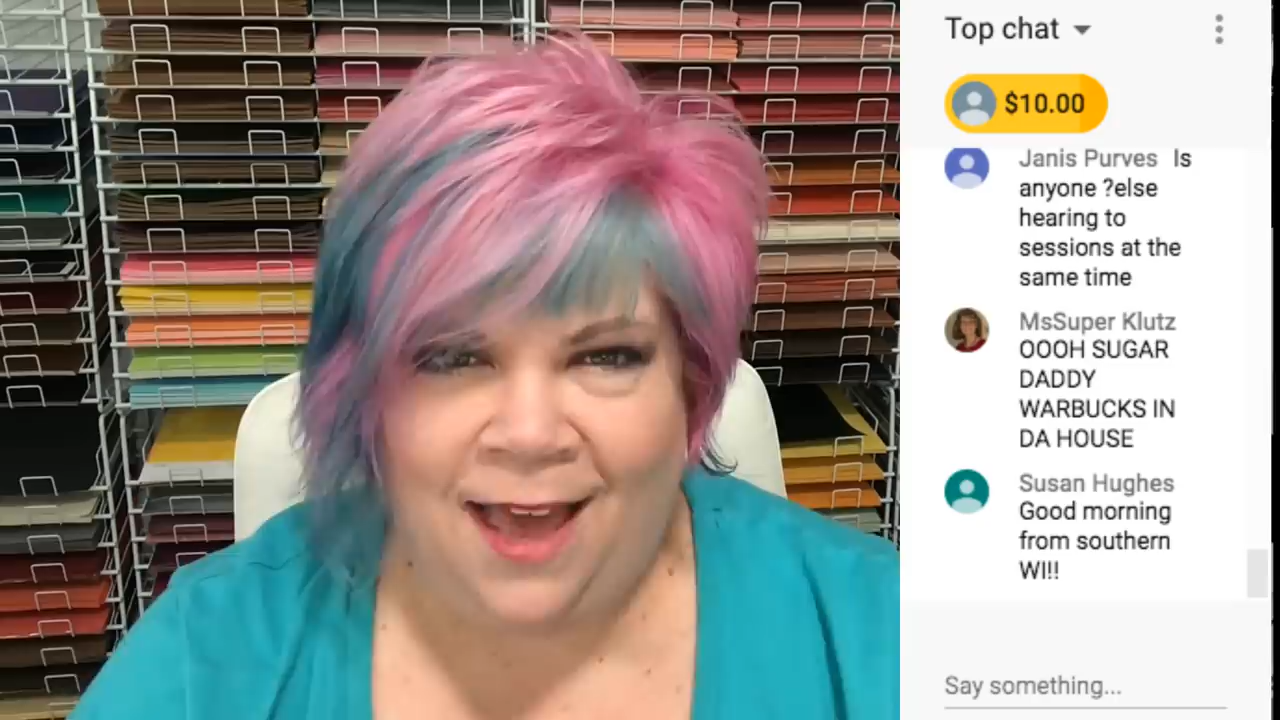 Top chat
$10.00
Janis Purves Is
anyone ?else
hearing to
sessions at the
same time
MsSuper Klutz
OOOH SUGAR
DADDY
WARBUCKS IN
DA HOUSE
Susan Hughes
Good morning
from southern
WI!!
Say something...